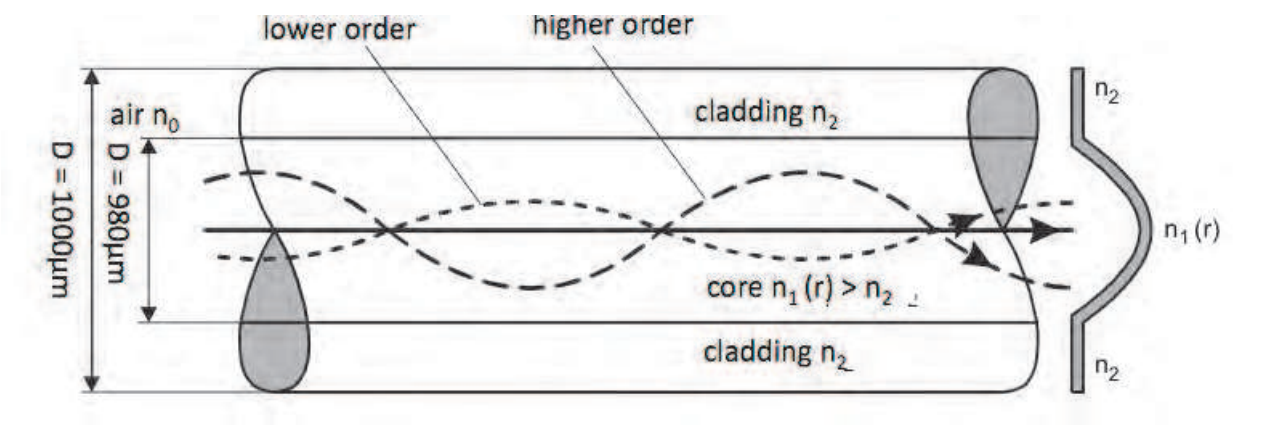 lower order
higher order
cladding n₂
air n₀
n₂
D = 1000μm
D = 980μm
n₁(r)
core n₁(r) > n₂
cladding n₂
n₂